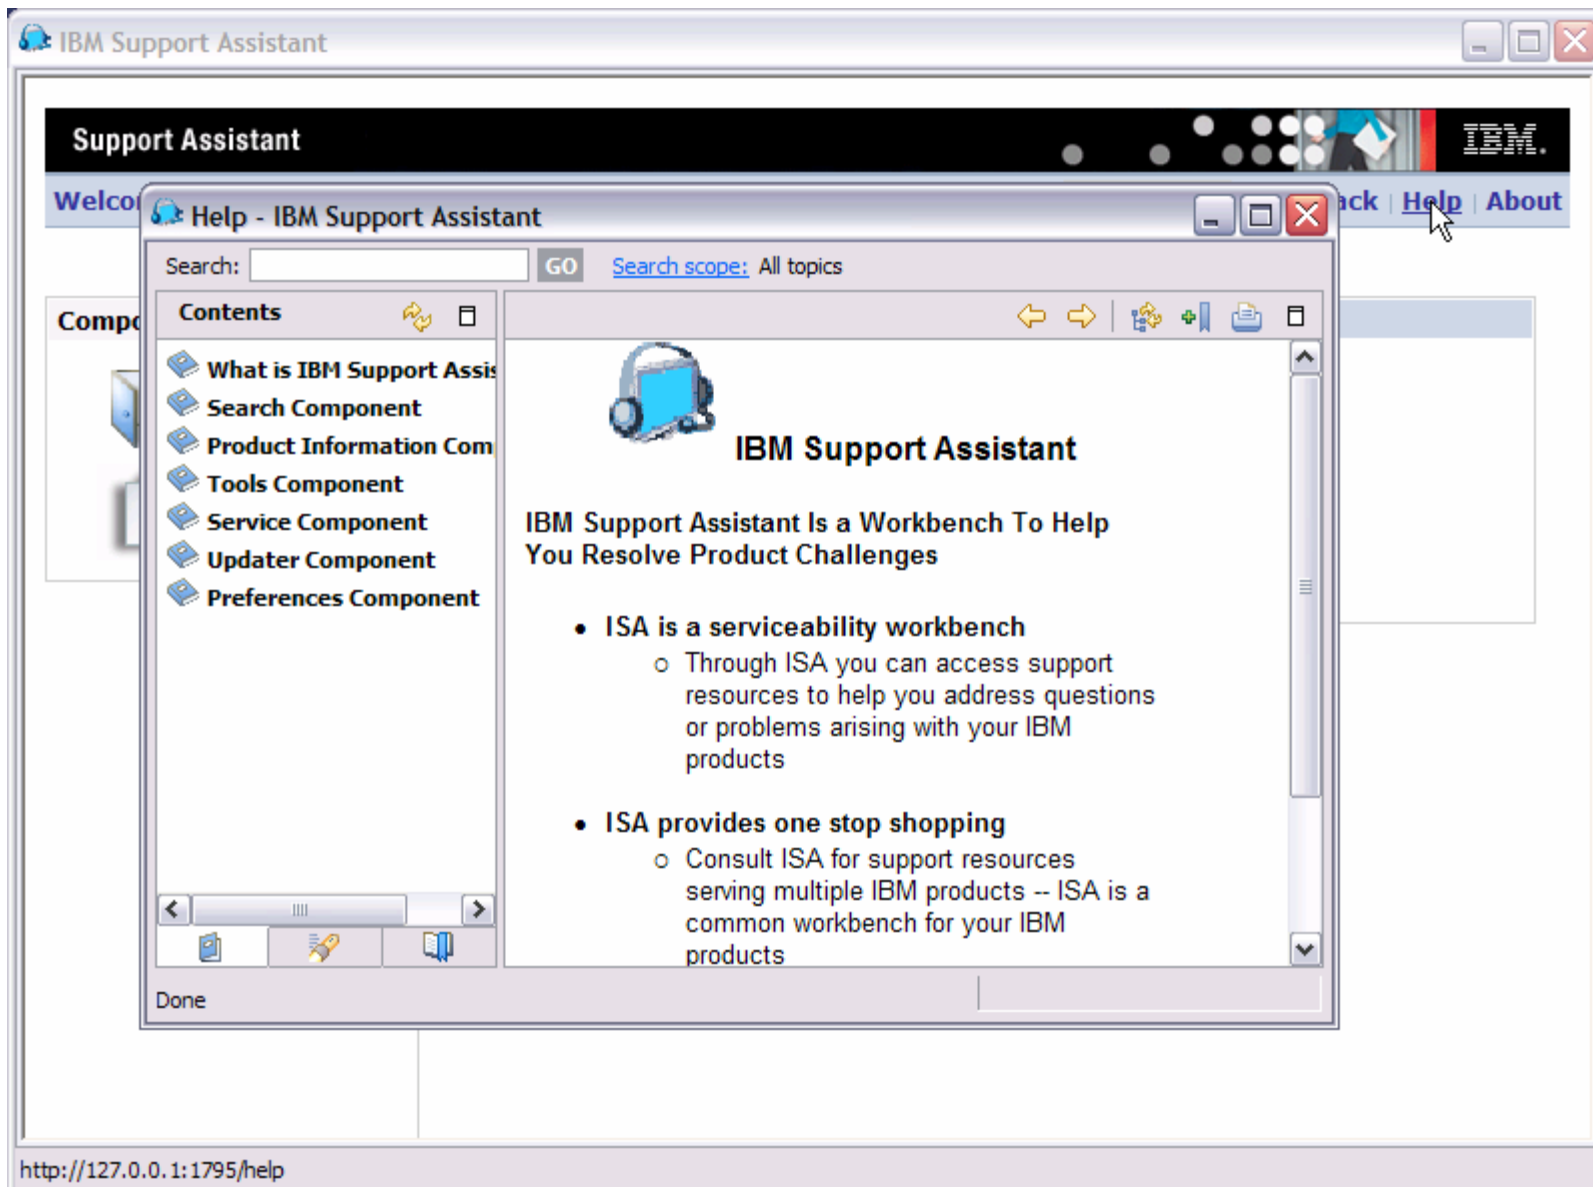 IBM Support Assistant
Support Assistant
IBM.
Help
About
Help - IBM Support Assistant
Search:
GO
Search scope: All topics
Contents
What is IBM Support
Search Component
Product Information
Tools Component
Service Component
Updater Component
Preferences Component
IBM Support Assistant
IBM Support Assistant Is a Workbench To Help
You Resolve Product Challenges
• ISA is a serviceability workbench
o Through ISA you can access support
resources to help you address questions
or problems arising with your IBM
products
• ISA provides one stop shopping
o Consult ISA for support resources
serving multiple IBM products -- ISA is a
common workbench for your IBM
products
Done
http://127.0.0.1:1795/help